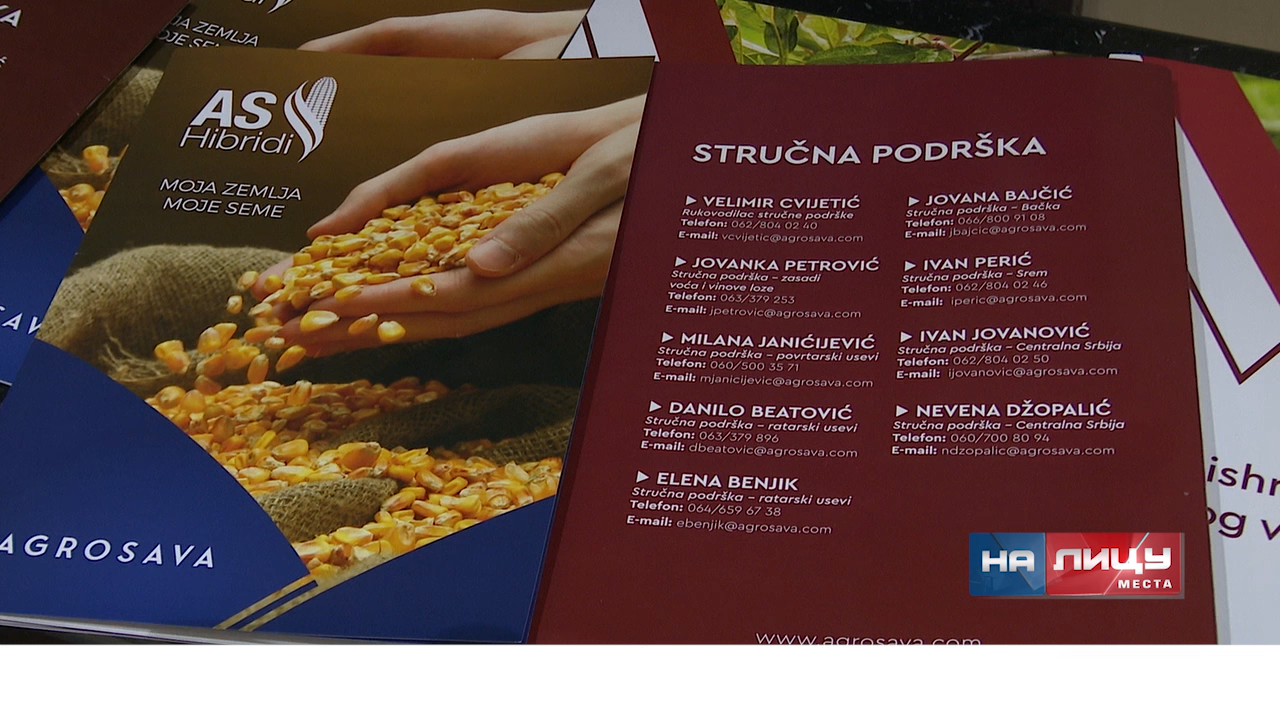 MOJA ZEMLJA
AS
Hibridi
MOJA ZEMLJA
MOJE SEME
AGROSAVA
STRUČNA PODRŠKA
VELIMIR CVIJETIĆ
Rukovodilac stručne podrške
Telefon: 062/804 02 40
E-mail: vcvijetic@agrosava.com
JOVANKA PETROVIĆ
Stručna podrška – zasadi
voća i vinove loze
Telefon: 063/379 253
E-mail: jpetrovic@agrosava.com
MILANA JANIĆIJEVIĆ
Stručna podrška – povrtarski usevi
Telefon: 060/500 35 71
E-mail: mjanicijevic@agrosava.com
DANILO BEATOVIĆ
Stručna podrška – ratarski usevi
Telefon: 063/379 896
E-mail: dbeatovic@agrosava.com
ELENA BENJIK
Stručna podrška – ratarski usevi
Telefon: 064/659 67 38
E-mail: ebenjik@agrosava.com
JOVANA BAJČIĆ
Stručna podrška – Bačka
Telefon: 066/800 91 08
E-mail: jbajcic@agrosava.com
IVAN PERIĆ
Stručna podrška – Srem
Telefon: 062/804 02 46
E-mail: iperic@agrosava.com
IVAN JOVANOVIĆ
Stručna podrška – Centralna Srbija
Telefon: 062/804 02 50
E-mail: ijovanovic@agrosava.com
NEVENA DŽOPALIĆ
Stručna podrška – Centralna Srbija
Telefon: 060/700 80 94
E-mail: ndzopalic@agrosava.com
www.agrosava.com
НА ЛИЦУ
МЕСТА